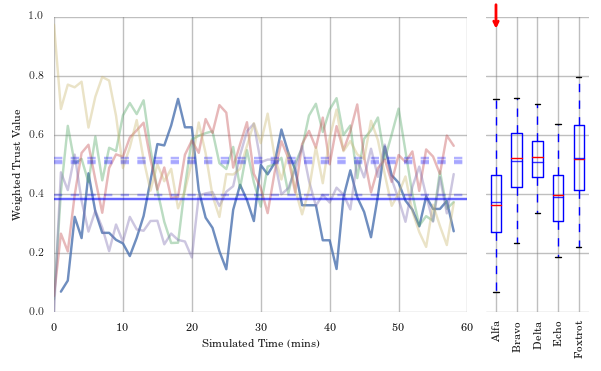 Weighted Trust Value
1.0
0.8
0.6
0.4
0.2
0.0
0 10 20 30 40 50 60
Simulated Time (mins)
Alfa
Bravo
Delta
Echo
Foxtrot